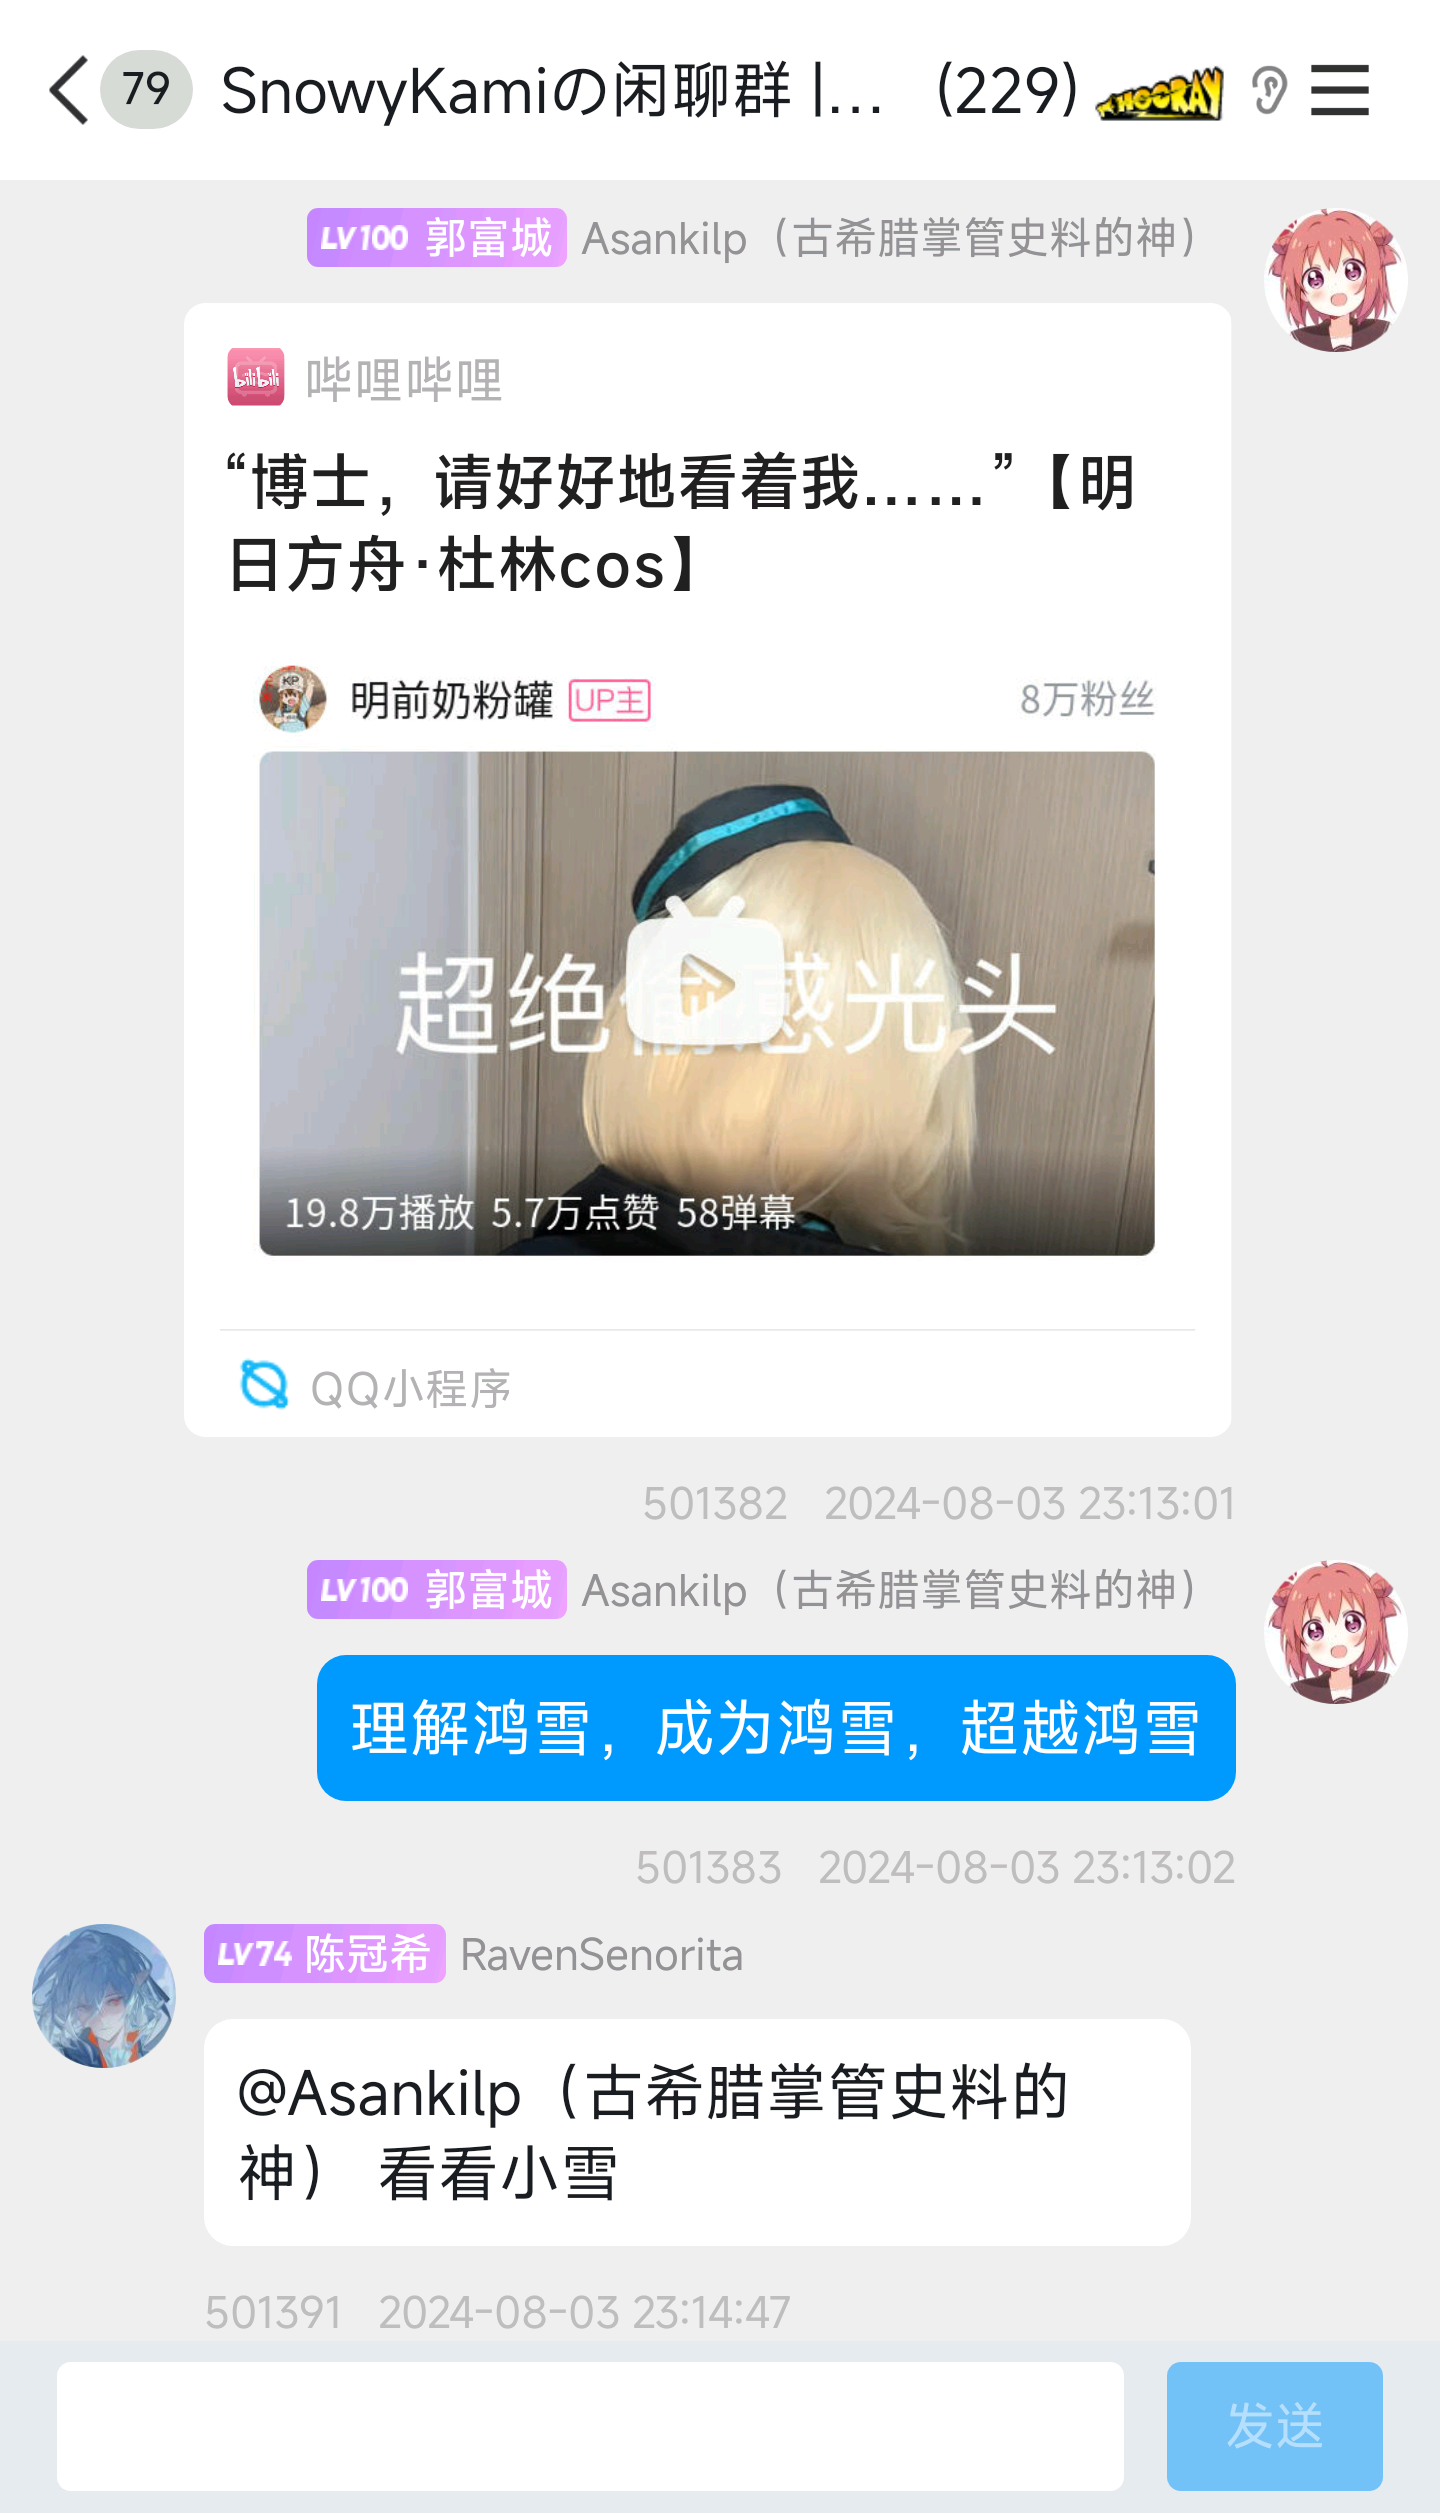 79 SnowyKamiの闲聊群 |... (229) HOORAY
LV100 郭富城 Asankilp（古希腊掌管史料的神）
bilibili 哔哩哔哩
“博士，请好好地看着我……”【明
日方舟·杜林cos】
KP
明前奶粉罐 UP主 8万粉丝
超绝偷感光头
19.8万播放 5.7万点赞 58弹幕
QQ小程序
501382 2024-08-03 23:13:01
LV100 郭富城 Asankilp（古希腊掌管史料的神）
理解鸿雪，成为鸿雪，超越鸿雪
501383 2024-08-03 23:13:02
LV74 陈冠希 RavenSenorita
@Asankilp（古希腊掌管史料的
神） 看看小雪
501391 2024-08-03 23:14:47
发送